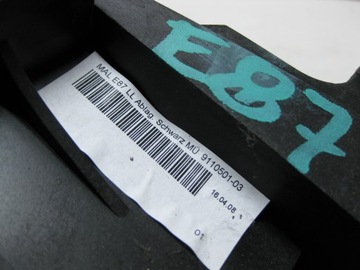 E87
MAL E87 LL Ablag. Schwarz MÜ 9110501-03
16.04.08
01